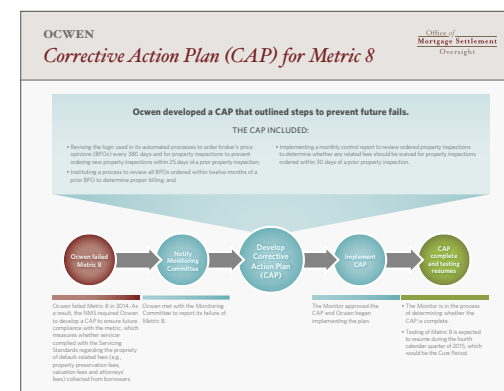 OCWEN
Corrective Action Plan (CAP) for Metric 8
Office of
Mortgage Settlement
Oversight
Ocwen developed a CAP that outlined steps to prevent future fails.
THE CAP INCLUDED:
• Revising the logic used in its automated processes to order broker's price
opinions (BPOs) every 380 days and for property inspections to prevent
ordering new property inspections within 25 days of a prior property inspection;
• Instituting a process to review all BPOs ordered within twelve months of a
prior BPO to determine proper billing; and
• Implementing a monthly control report to review ordered property inspections
to determine whether any related fees should be waived for property inspections
ordered within 30 days of a prior property inspection.
Ocwen failed
Metric 8
Notify
Monitoring
Committee
Develop
Corrective
Action Plan
(CAP)
Implement
CAP
CAP
complete
and testing
resumes
Ocwen failed Metric 8 in 2014. As
a result, the NMS required Ocwen
to develop a CAP to ensure future
compliance with the metric, which
measures whether servicer
complied with the Servicing
Standards regarding the propriety
of default-related fees (e.g.,
property preservation fees,
valuation fees and attorneys'
fees) collected from borrowers.
Ocwen met with the Monitoring
Committee to report its failure of
Metric 8.
The Monitor approved the
CAP and Ocwen began
implementing the plan.
• The Monitor is in the process
of determining whether the
CAP is complete.
• Testing of Metric 8 is expected
to resume during the fourth
calendar quarter of 2015, which
would be the Cure Period.